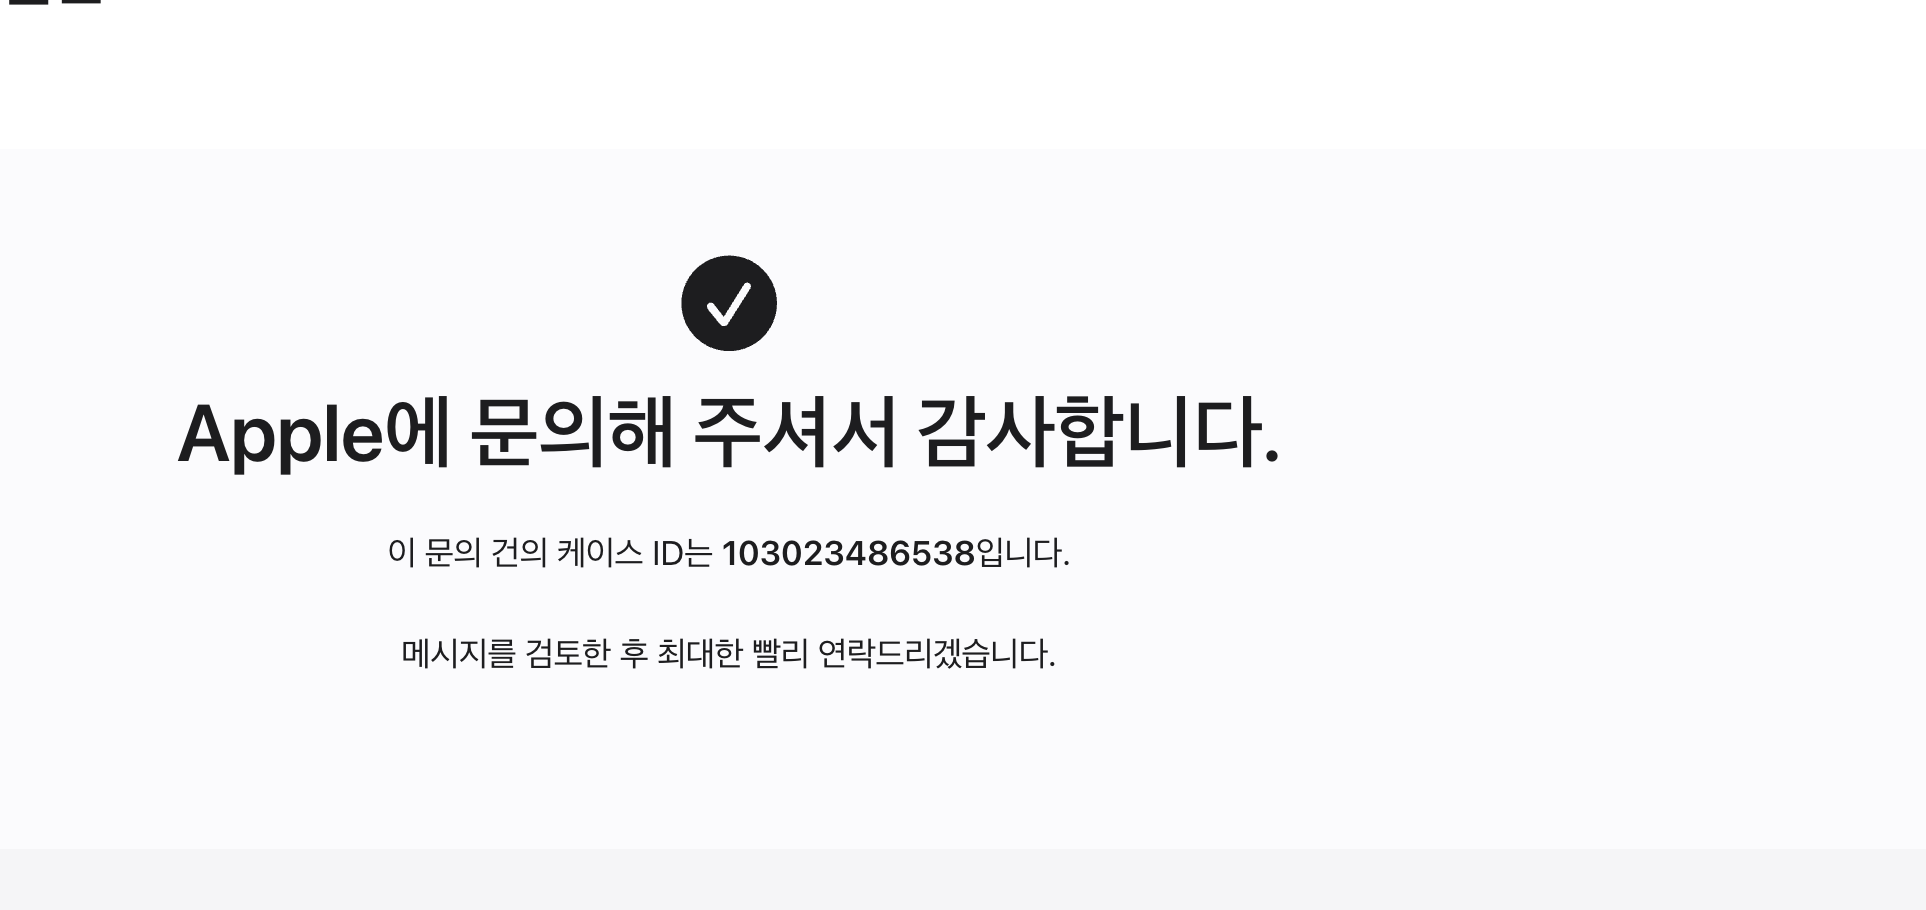 Apple에 문의해 주셔서 감사합니다.
이 문의 건의 케이스 ID는 103023486538입니다.
메시지를 검토한 후 최대한 빨리 연락드리겠습니다.